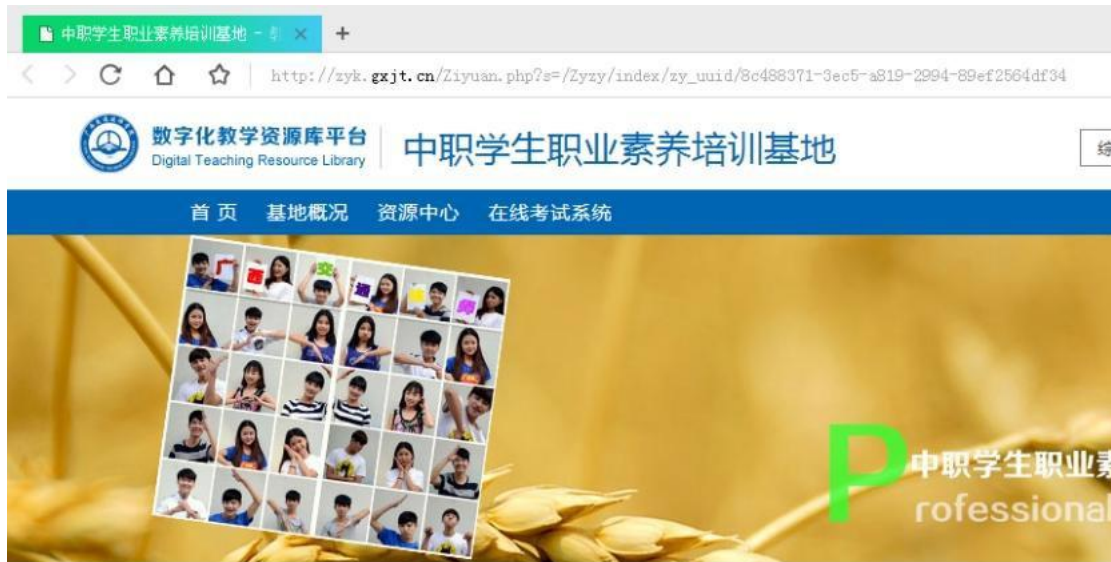 中职学生职业素养培训基地 -
http://zyk.gxjt.cn/Ziyuan.php?s=/Zyzy/index/zy_uuid/8c488371-3ec5-a819-2994-89ef2564df34
数字化教学资源库平台
Digital Teaching Resource Library
中职学生职业素养培训基地
综
首 页 基地概况 资源中心 在线考试系统
广 西 交 通 师
中职学生职业素
Professional